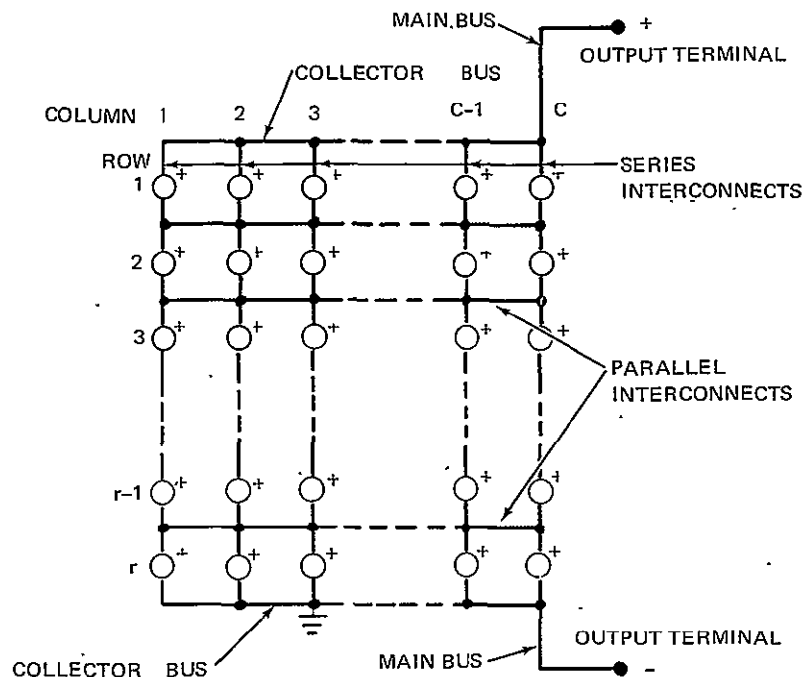 MAIN BUS
+
OUTPUT TERMINAL
COLLECTOR BUS
COLUMN 1 2 3 C-1 C
ROW
SERIES
INTERCONNECTS
1 + + + + +
2 + + + + +
3 + + + + +
PARALLEL
INTERCONNECTS
r-1 + + + + +
r + + + + +
OUTPUT TERMINAL
COLLECTOR BUS
MAIN BUS
-